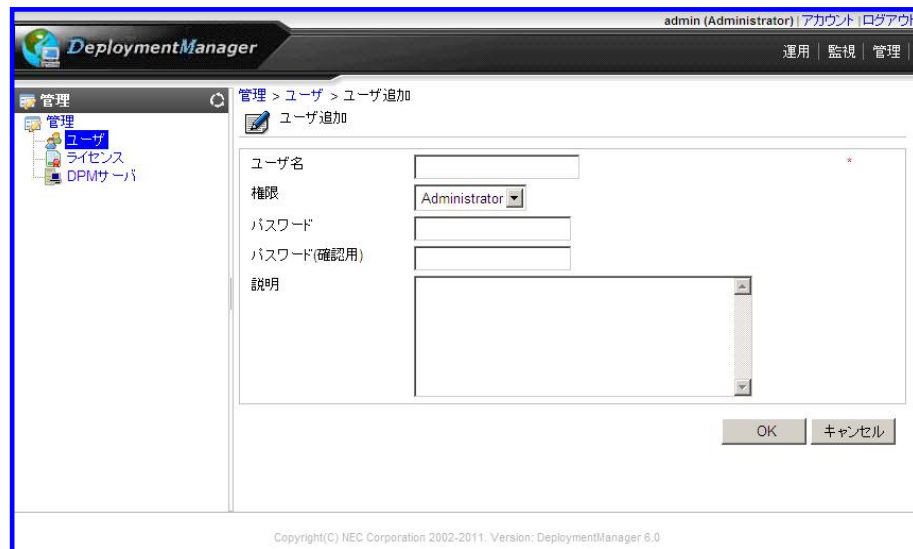 admin (Administrator) | アカウント | ログアウト
DeploymentManager
運用 | 監視 | 管理 |
管理
管理 > ユーザ > ユーザ追加
管理
ユーザ
ライセンス
DPMサーバ
ユーザ追加
ユーザ名 *
権限 Administrator
パスワード
パスワード(確認用)
説明
OK キャンセル
Copyright(C) NEC Corporation 2002-2011. Version: DeploymentManager 6.0